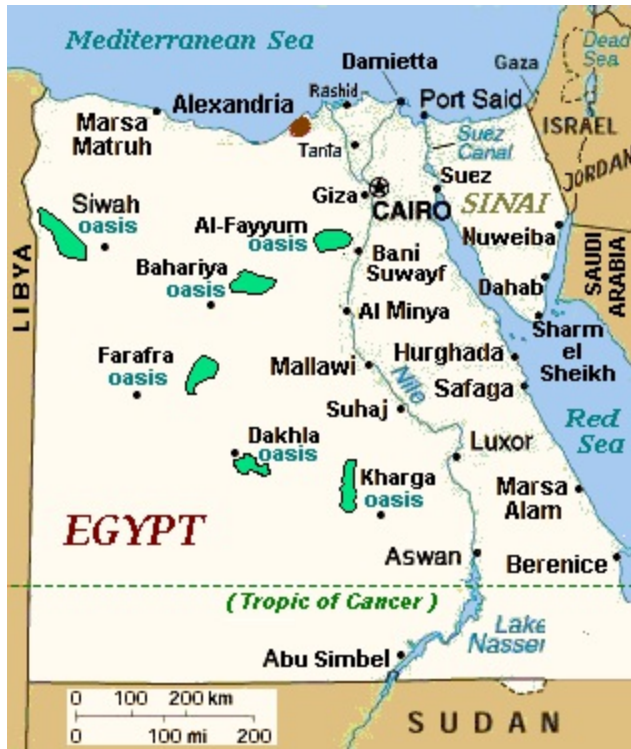 Mediterranean Sea
Damietta
Dead
Sea
Gaza
Rashid
Alexandria
Port Said
Marsa
Matruh
Suez
Canal
ISRAEL
Tanta
JORDAN
Suez
Giza
CAIRO
SINAI
Siwah
oasis
Al-Fayyum
oasis
Nuweiba
Bani
Suwayf
SAUDI
ARABIA
LIBYA
Bahariya
oasis
Dahab
Al Minya
Sharm
el
Sheikh
Farafra
oasis
Mallawi
Hurghada
Nile
Safaga
Suhaj
Red
Sea
Dakhla
oasis
Luxor
Kharga
oasis
Marsa
Alam
EGYPT
Aswan
Berenice
( Tropic of Cancer )
Lake
Nasser
Abu Simbel
0 100 200 km
0 100 mi 200
SUDAN